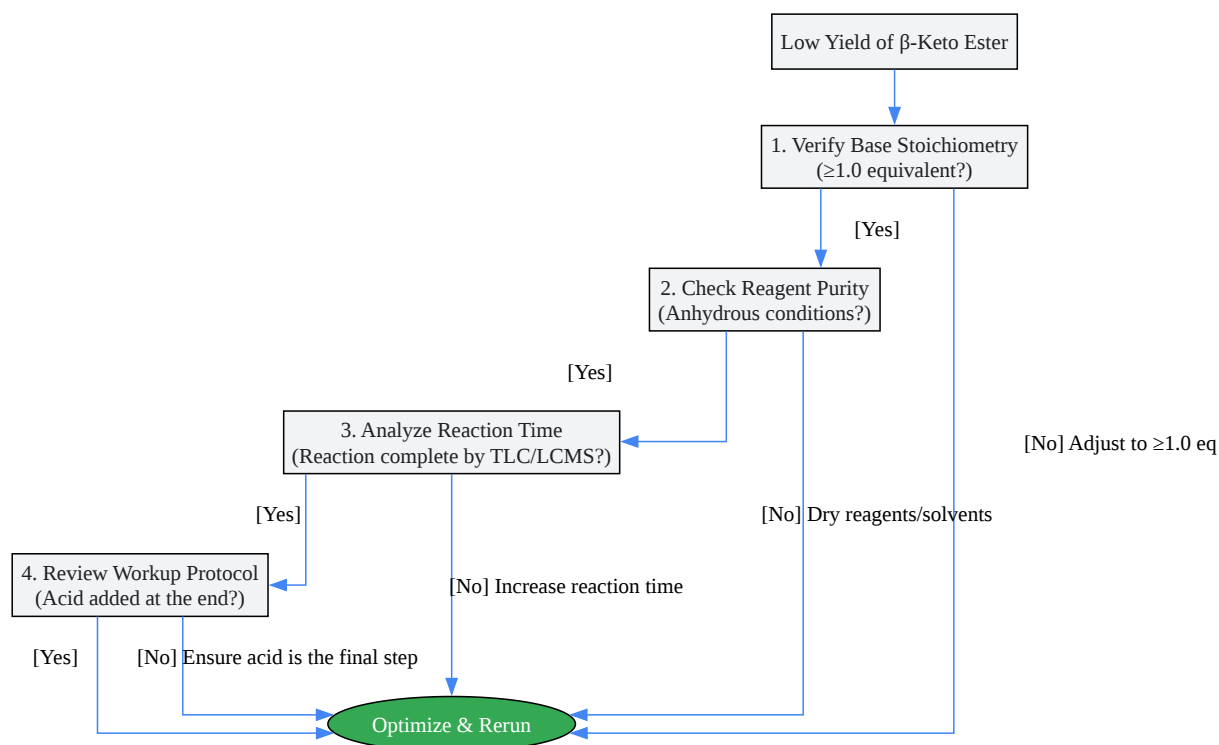 Low Yield of β-Keto Ester
1. Verify Base Stoichiometry
(≥1.0 equivalent?)
[Yes]
2. Check Reagent Purity
(Anhydrous conditions?)
[Yes]
3. Analyze Reaction Time
(Reaction complete by TLC/LCMS?)
[No] Adjust to ≥1.0 eq
[Yes]
[No] Dry reagents/solvents
4. Review Workup Protocol
(Acid added at the end?)
[No] Increase reaction time
[Yes]
[No] Ensure acid is the final step
Optimize & Rerun